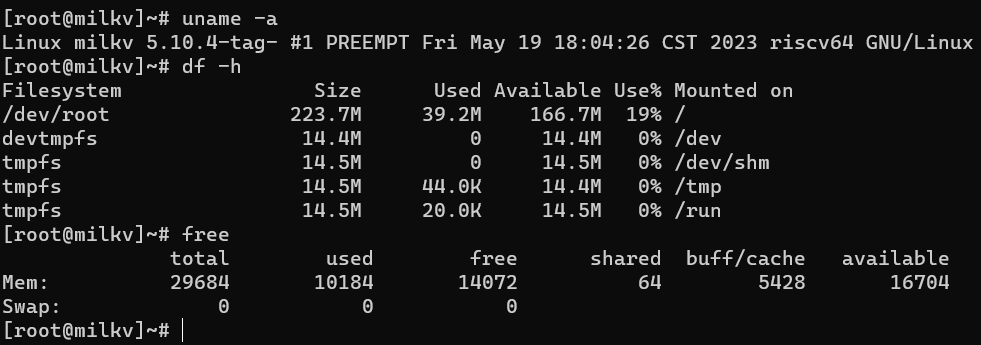 [root@milkv]~# uname -a
Linux milkv 5.10.4-tag- #1 PREEMPT Fri May 19 18:04:26 CST 2023 riscv64 GNU/Linux
[root@milkv]~# df -h
Filesystem                Size      Used Available Use% Mounted on
/dev/root               223.7M     39.2M    166.7M  19% /
devtmpfs                 14.4M         0     14.4M   0% /dev
tmpfs                    14.5M         0     14.5M   0% /dev/shm
tmpfs                    14.5M     44.0K     14.4M   0% /tmp
tmpfs                    14.5M     20.0K     14.5M   0% /run
[root@milkv]~# free
              total        used        free      shared  buff/cache   available
Mem:          29684       10184       14072          64        5428       16704
Swap:             0           0           0
[root@milkv]~#